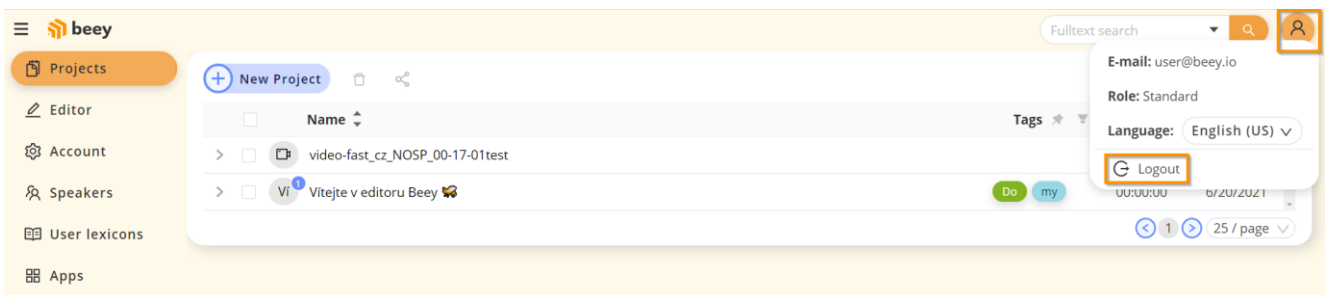 beey
Fulltext search
Projects
Editor
Account
Speakers
User lexicons
Apps
New Project
Name
Tags
video-fast_cz_NOSP_00-17-01test
Ví 1 Vítejte v editoru Beey Do my 00:00:00 6/20/2021
1 25 / page
E-mail: user@beey.io
Role: Standard
Language: English (US)
Logout